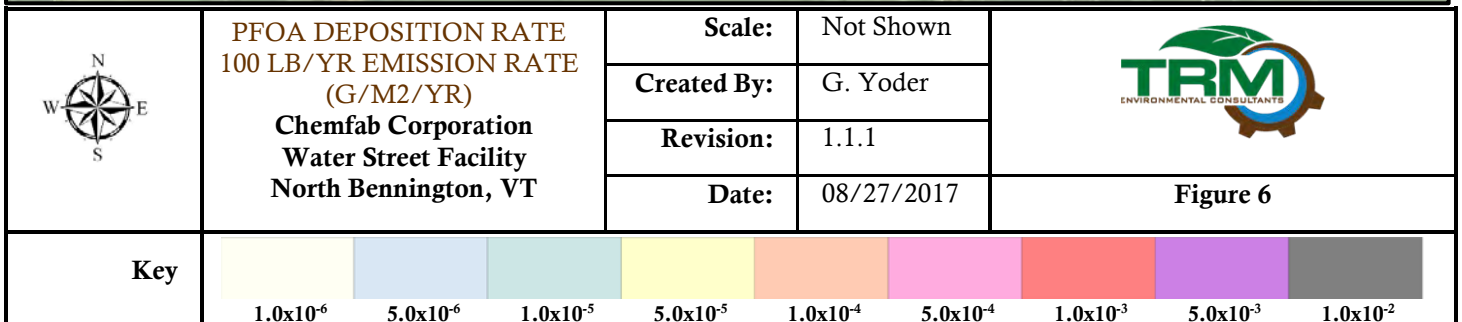 N
W E
S
PFOA DEPOSITION RATE
100 LB/YR EMISSION RATE
(G/M2/YR)
Chemfab Corporation
Water Street Facility
North Bennington, VT
Scale: Not Shown
Created By: G. Yoder
Revision: 1.1.1
Date: 08/27/2017
TRM
ENVIRONMENTAL CONSULTANTS
Figure 6
Key
1.0x10⁻⁶ 5.0x10⁻⁶ 1.0x10⁻⁵ 5.0x10⁻⁵ 1.0x10⁻⁴ 5.0x10⁻⁴ 1.0x10⁻³ 5.0x10⁻³ 1.0x10⁻²